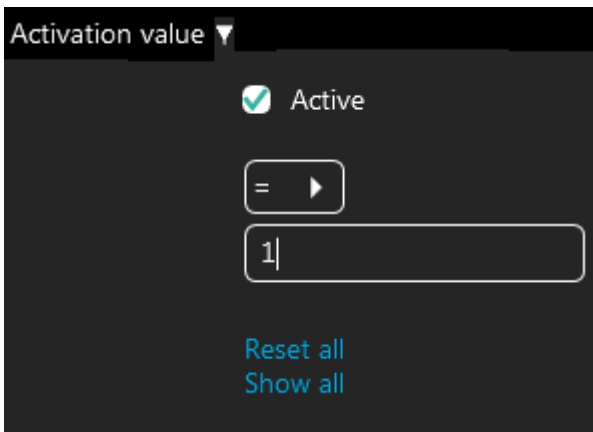 Activation value
Active
=
1
Reset all
Show all